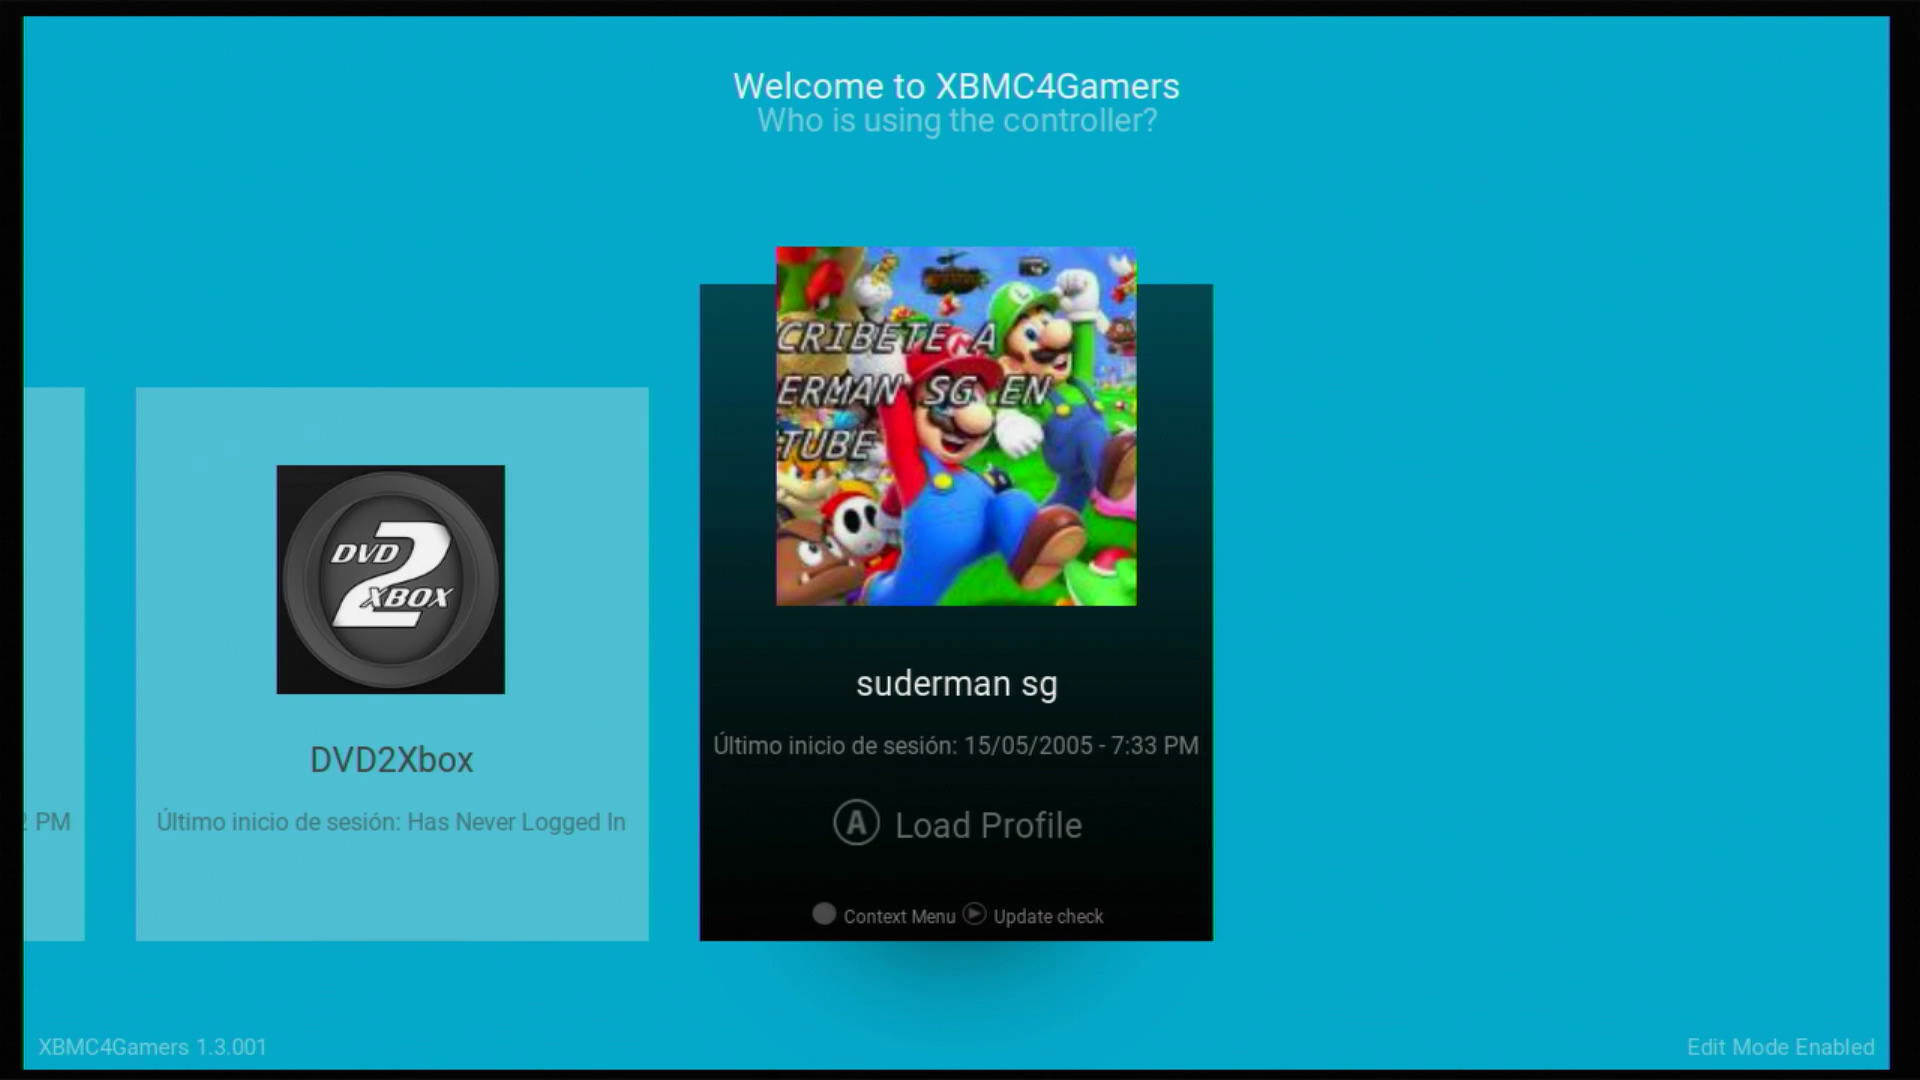 Welcome to XBMC4Gamers
Who is using the controller?
CRIBETE A
ERMAN SG EN
TUBE
DVD
2
XBOX
DVD2Xbox
PM
Último inicio de sesión: Has Never Logged In
suderman sg
Último inicio de sesión: 15/05/2005 - 7:33 PM
A Load Profile
Context Menu Update check
XBMC4Gamers 1.3.001
Edit Mode Enabled